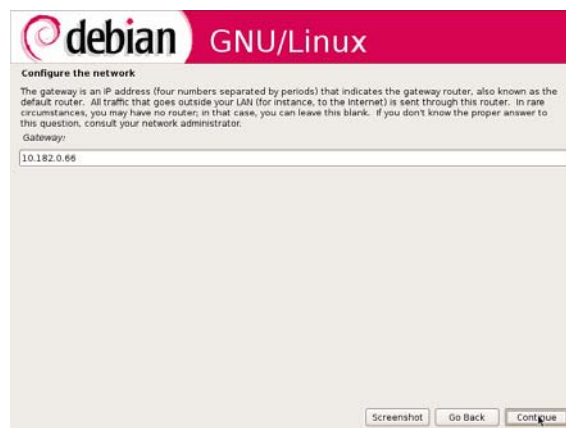 debian GNU/Linux
Configure the network
The gateway is an IP address (four numbers separated by periods) that indicates the gateway router, also known as the
default router. All traffic that goes outside your LAN (for instance, to the Internet) is sent through this router. In rare
circumstances, you may have no router; in that case, you can leave this blank. If you don't know the proper answer to
this question, consult your network administrator.
Gateway:
10.182.0.66
Screenshot Go Back Continue